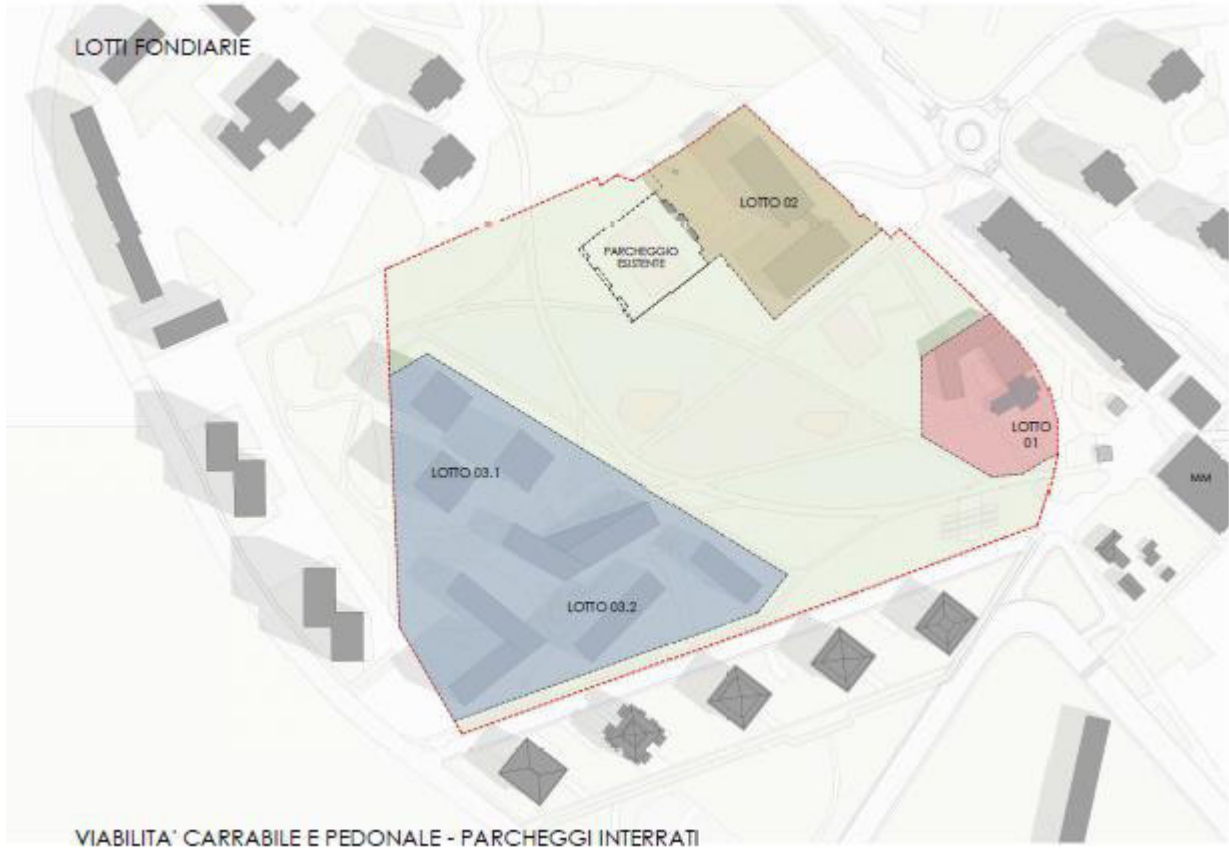 LOTTI FONDIARIE
LOTTO 02
PARCHEGGIO
ESISTENTE
LOTTO
01
LOTTO 03.1
MM
LOTTO 03.2
VIABILITA' CARRABILE E PEDONALE - PARCHEGGI INTERRATI